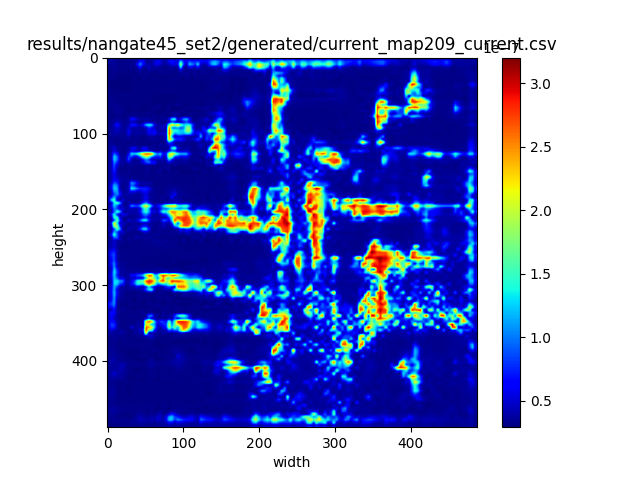 results/nangate45_set2/generated/current_map209_current.csv
1e−7
0
100
200
300
400
height
0 100 200 300 400
width
3.0
2.5
2.0
1.5
1.0
0.5